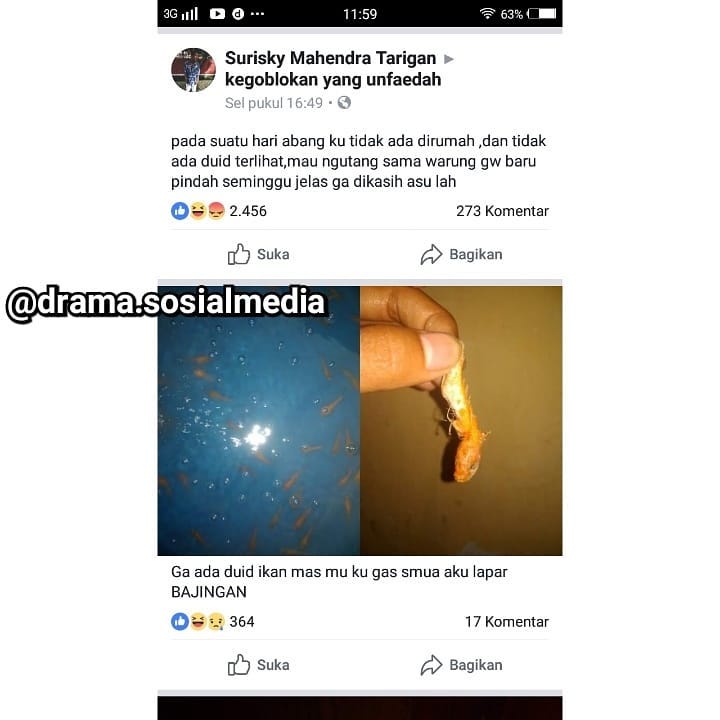 3G 11:59 63%
Surisky Mahendra Tarigan
kegoblokan yang unfaedah
Sel pukul 16:49
pada suatu hari abang ku tidak ada dirumah ,dan tidak
ada duid terlihat,mau ngutang sama warung gw baru
pindah seminggu jelas ga dikasih asu lah
2.456 273 Komentar
Suka Bagikan
@drama.sosialmedia
Ga ada duid ikan mas mu ku gas smua aku lapar
BAJINGAN
364 17 Komentar
Suka Bagikan